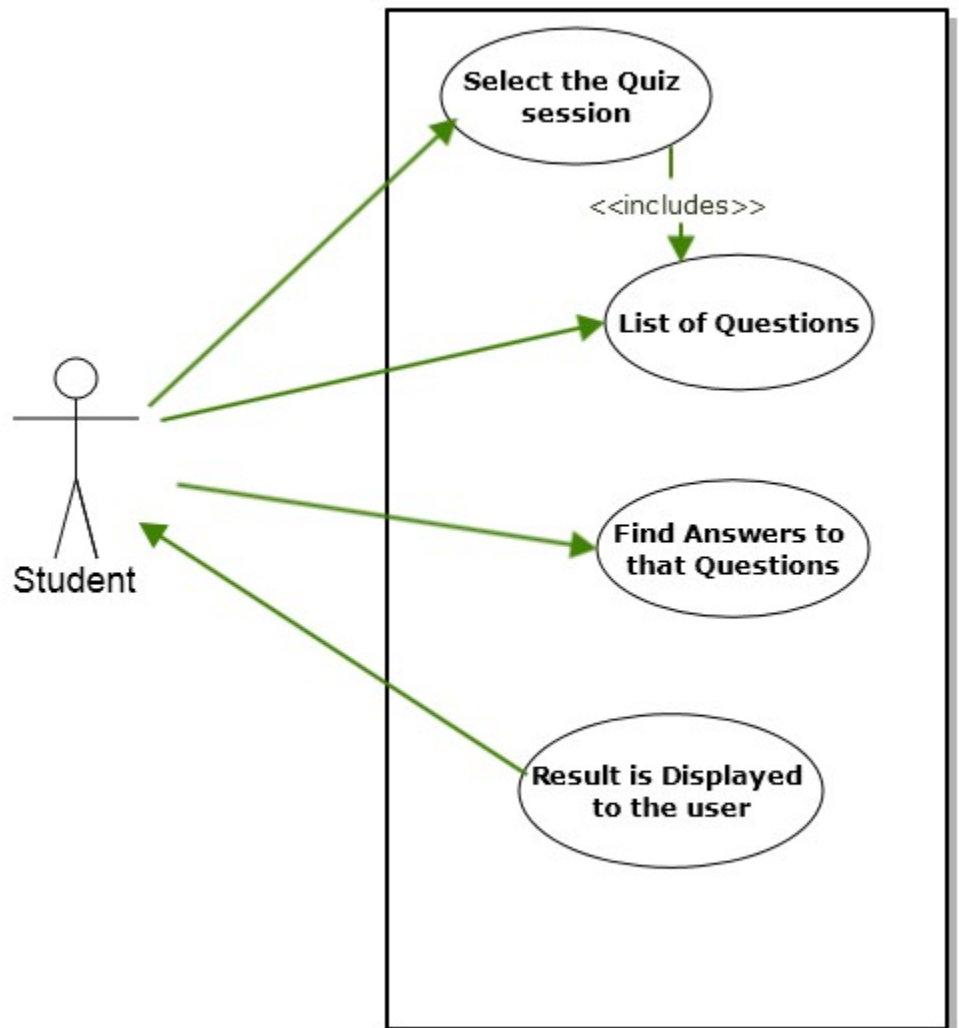 Select the Quiz
session
<<includes>>
List of Questions
Find Answers to
that Questions
Student
Result is Displayed
to the user